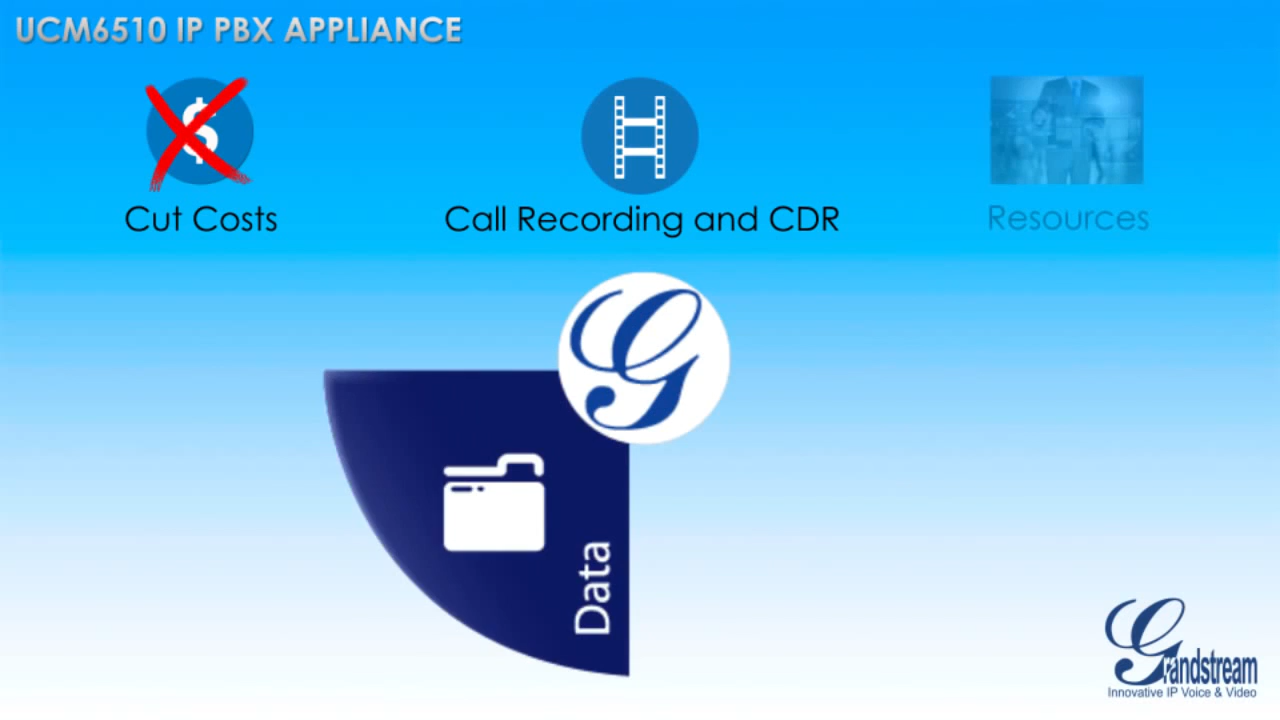 UCM6510 IP PBX APPLIANCE
$
Cut Costs
Call Recording and CDR
Resources
G
Data
Grandstream
Innovative IP Voice & Video